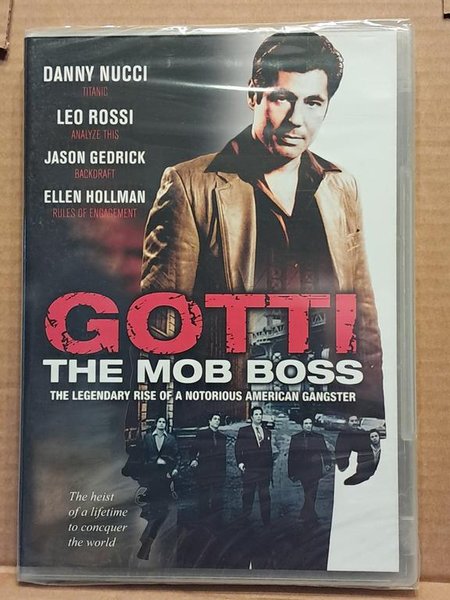 DANNY NUCCI
TITANIC
LEO ROSSI
ANALYZE THIS
JASON GEDRICK
BACKDRAFT
ELLEN HOLLMAN
RULES OF ENGAGEMENT
GOTTI
THE MOB BOSS
THE LEGENDARY RISE OF A NOTORIOUS AMERICAN GANGSTER
The heist
of a lifetime
to concquer
the world